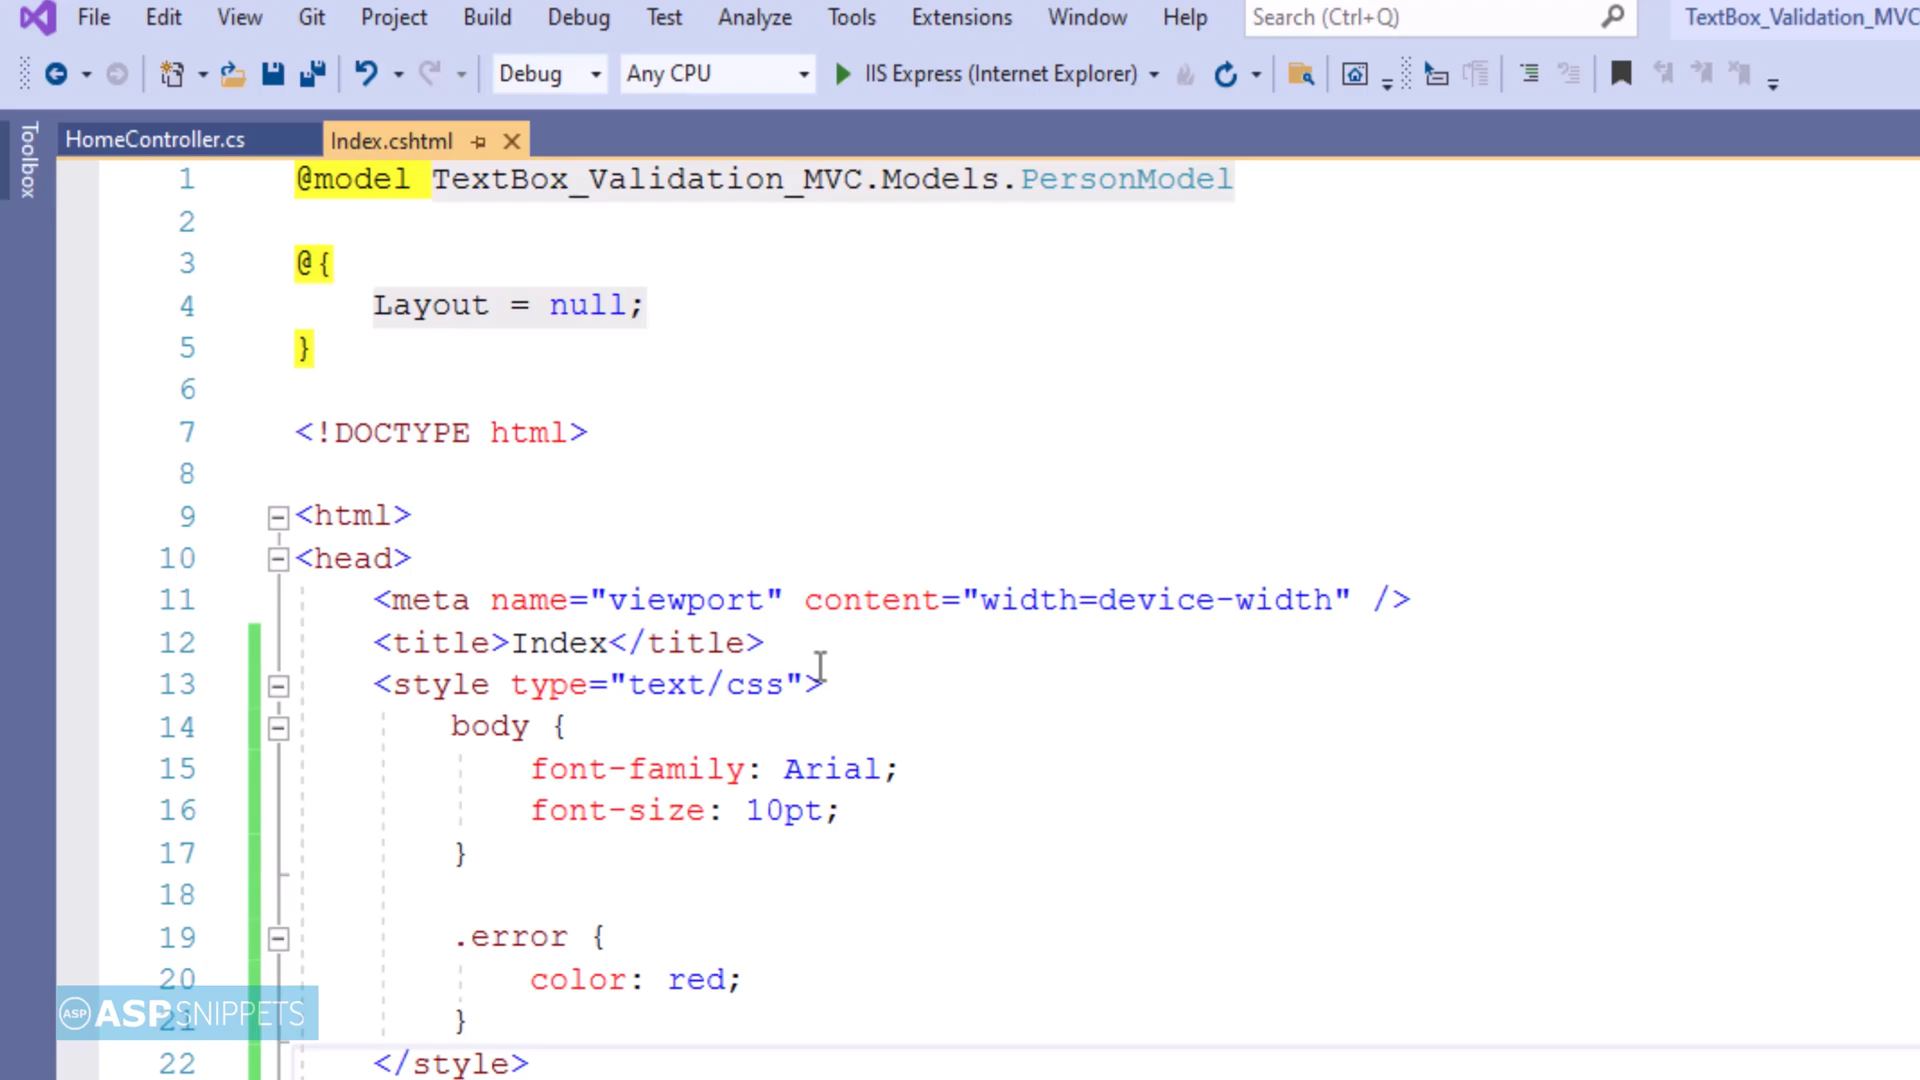 File Edit View Git Project Build Debug Test Analyze Tools Extensions Window Help Search (Ctrl+Q) TextBox_Validation_MVC
Debug Any CPU IIS Express (Internet Explorer)
Toolbox
HomeController.cs Index.cshtml
1 @model TextBox_Validation_MVC.Models.PersonModel
2
3 @{
4 Layout = null;
5 }
6
7 <!DOCTYPE html>
8
9 <html>
10 <head>
11 <meta name="viewport" content="width=device-width" />
12 <title>Index</title>
13 <style type="text/css">
14 body {
15 font-family: Arial;
16 font-size: 10pt;
17 }
18
19 .error {
20 color: red;
21 }
ASP ASPSNIPPETS
22 </style>